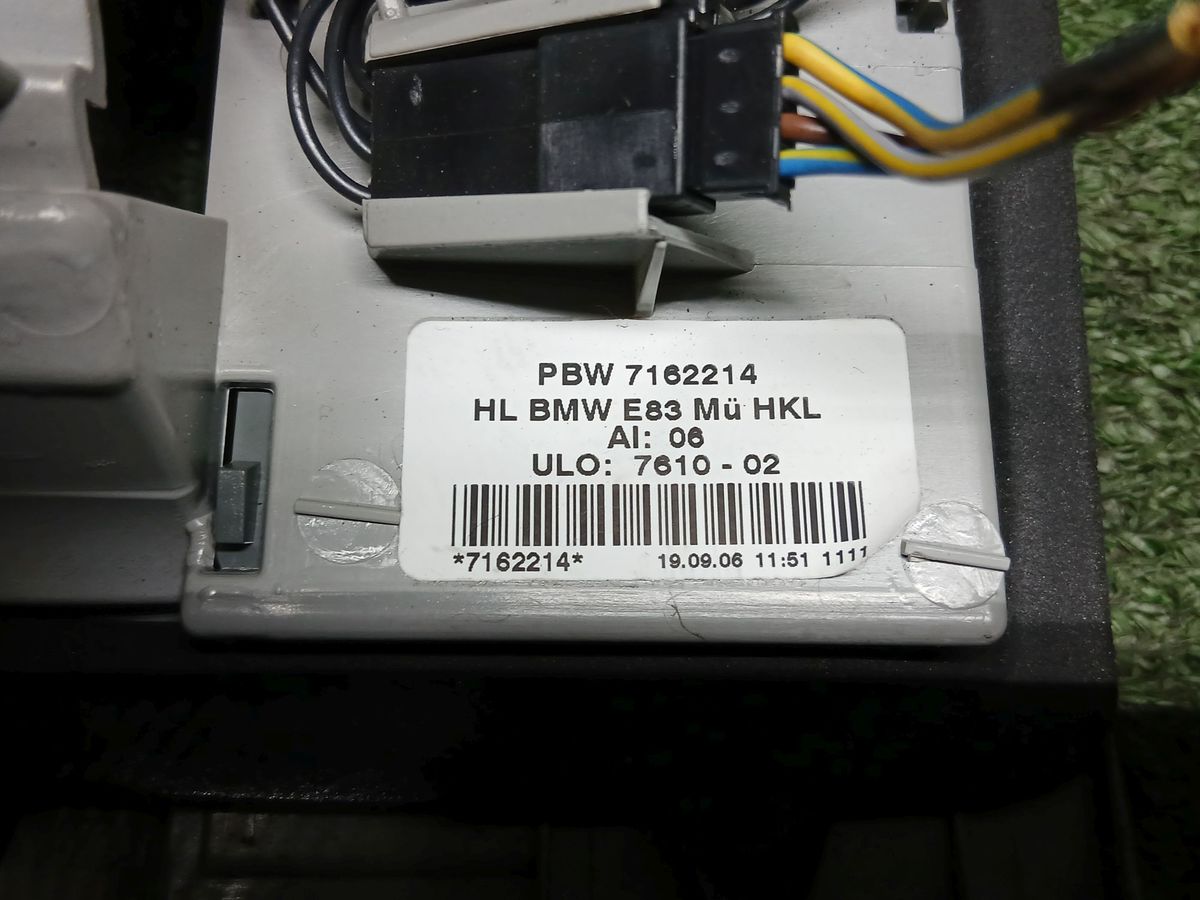 PBW 7162214
HL BMW E83 Mü HKL
AI: 06
ULO: 7610 - 02
*7162214* 19.09.06 11:51 1111